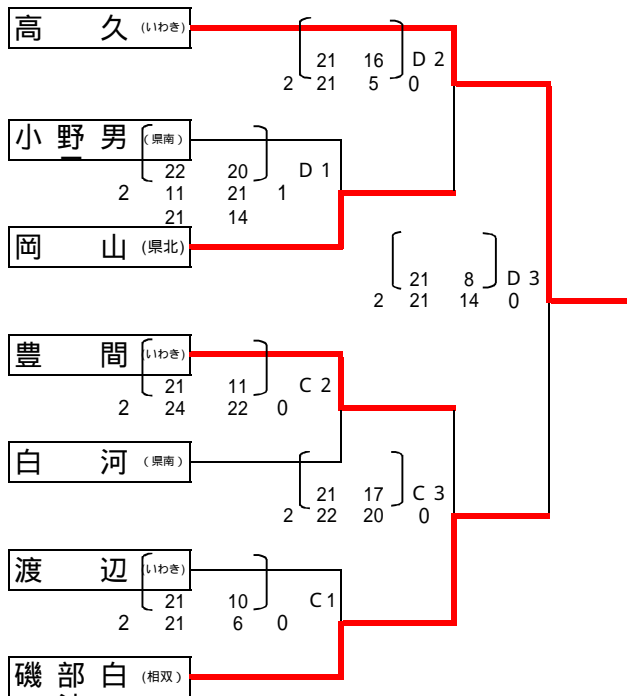 高 久 (いわき)
21 16 D 2
2 21 5 0
小 野 男 (県南)
22 20 D 1
2 11 21 1
21 14
岡 山 (県北)
21 8 D 3
2 21 14 0
豊 間 (いわき)
21 11 C 2
2 24 22 0
白 河 (県南)
21 17 C 3
2 22 20 0
渡 辺 (いわき)
21 10 C1
2 21 6 0
磯 部 白 (相双)